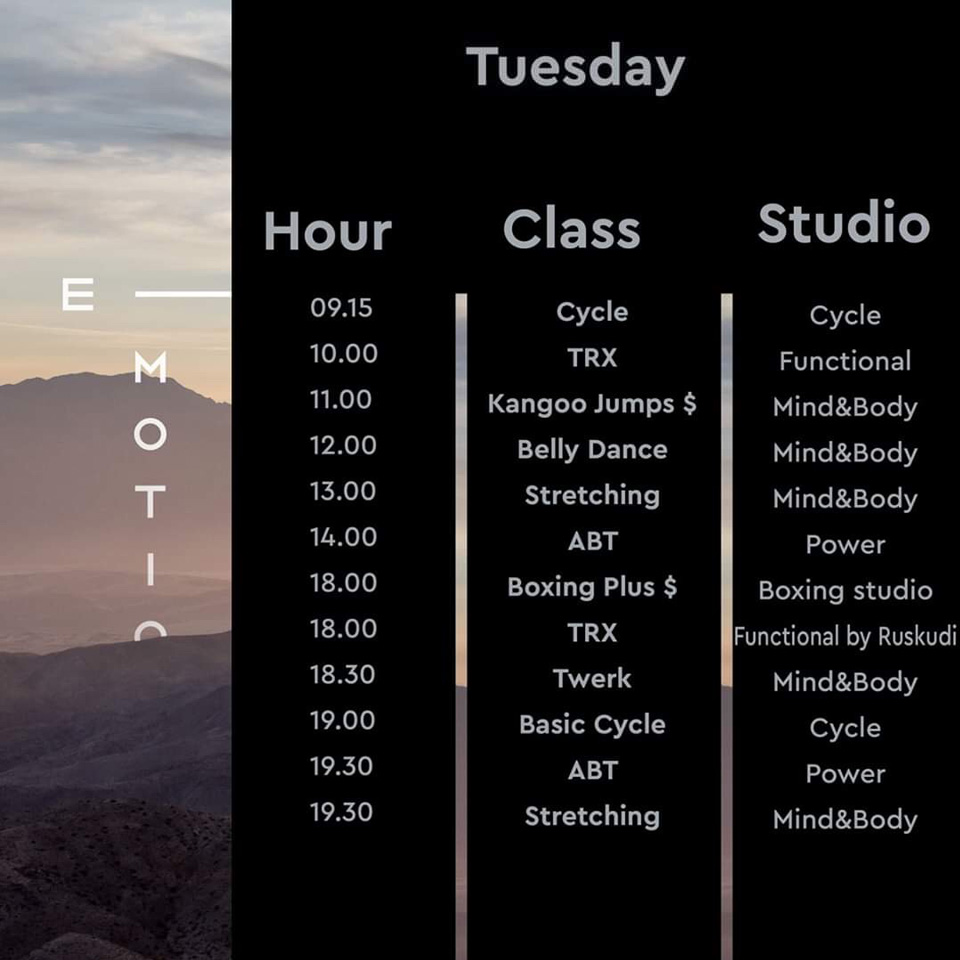 Tuesday
Hour Class Studio
09.15 Cycle Cycle
10.00 TRX Functional
11.00 Kangoo Jumps $ Mind&Body
12.00 Belly Dance Mind&Body
13.00 Stretching Mind&Body
14.00 ABT Power
18.00 Boxing Plus $ Boxing studio
18.00 TRX Functional by Ruskudi
18.30 Twerk Mind&Body
19.00 Basic Cycle Cycle
19.30 ABT Power
19.30 Stretching Mind&Body
E
M
O
T
I
O